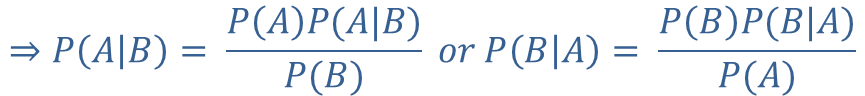 ⇒ P(A|B) = P(A)P(A|B) / P(B) or P(B|A) = P(B)P(B|A) / P(A)